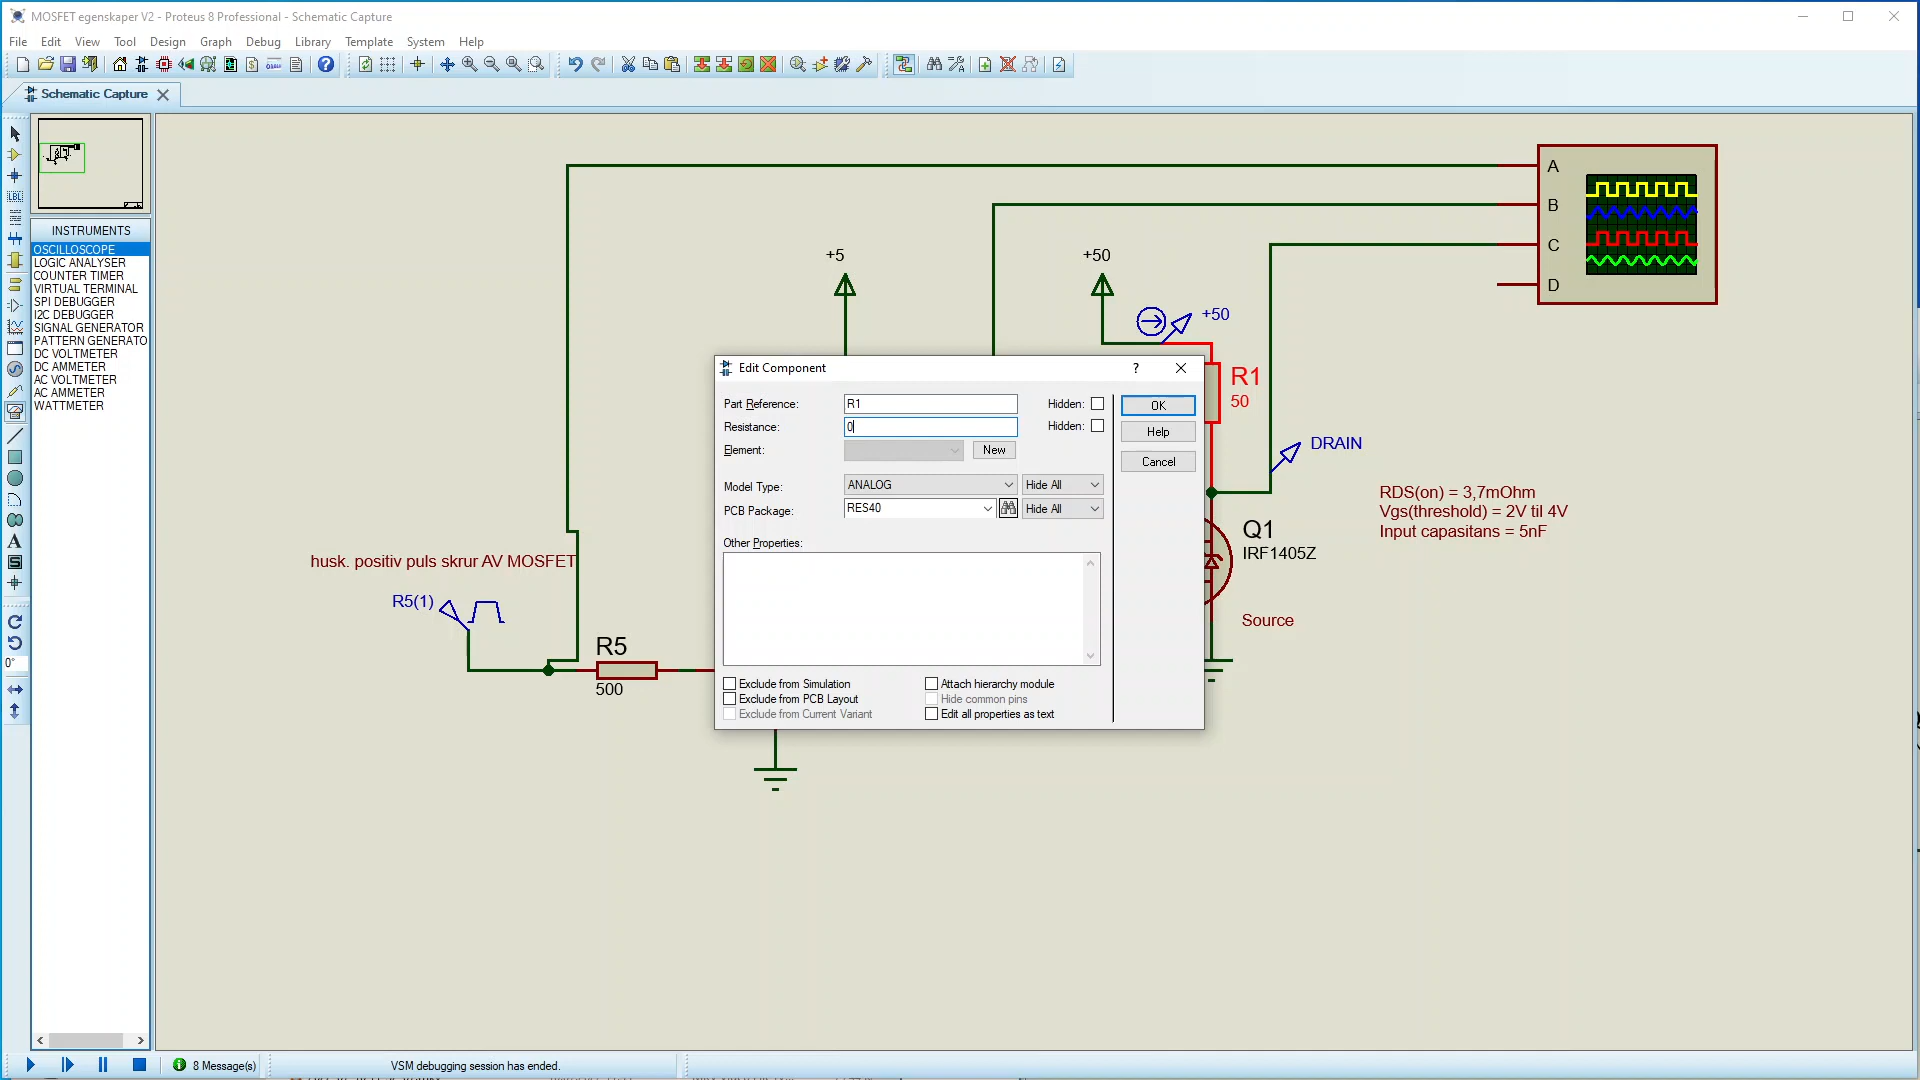 MOSFET egenskaper V2 - Proteus 8 Professional - Schematic Capture
File Edit View Tool Design Graph Debug Library Template System Help
Schematic Capture
INSTRUMENTS
OSCILLOSCOPE
LOGIC ANALYSER
COUNTER TIMER
VIRTUAL TERMINAL
SPI DEBUGGER
I2C DEBUGGER
SIGNAL GENERATOR
PATTERN GENERATO
DC VOLTMETER
DC AMMETER
AC VOLTMETER
AC AMMETER
WATTMETER
LBL
0°
A
B
C
D
+5
+50
+50
R1
50
DRAIN
RDS(on) = 3,7mOhm
Vgs(threshold) = 2V til 4V
Input capasitans = 5nF
Q1
IRF1405Z
Source
husk. positiv puls skrur AV MOSFET
R5(1)
R5
500
Edit Component
Part Reference: R1 Hidden:
Resistance: 0 Hidden:
Element: New
Model Type: ANALOG Hide All
PCB Package: RES40 Hide All
Other Properties:
OK
Help
Cancel
Exclude from Simulation
Exclude from PCB Layout
Exclude from Current Variant
Attach hierarchy module
Hide common pins
Edit all properties as text
8 Message(s)
VSM debugging session has ended.